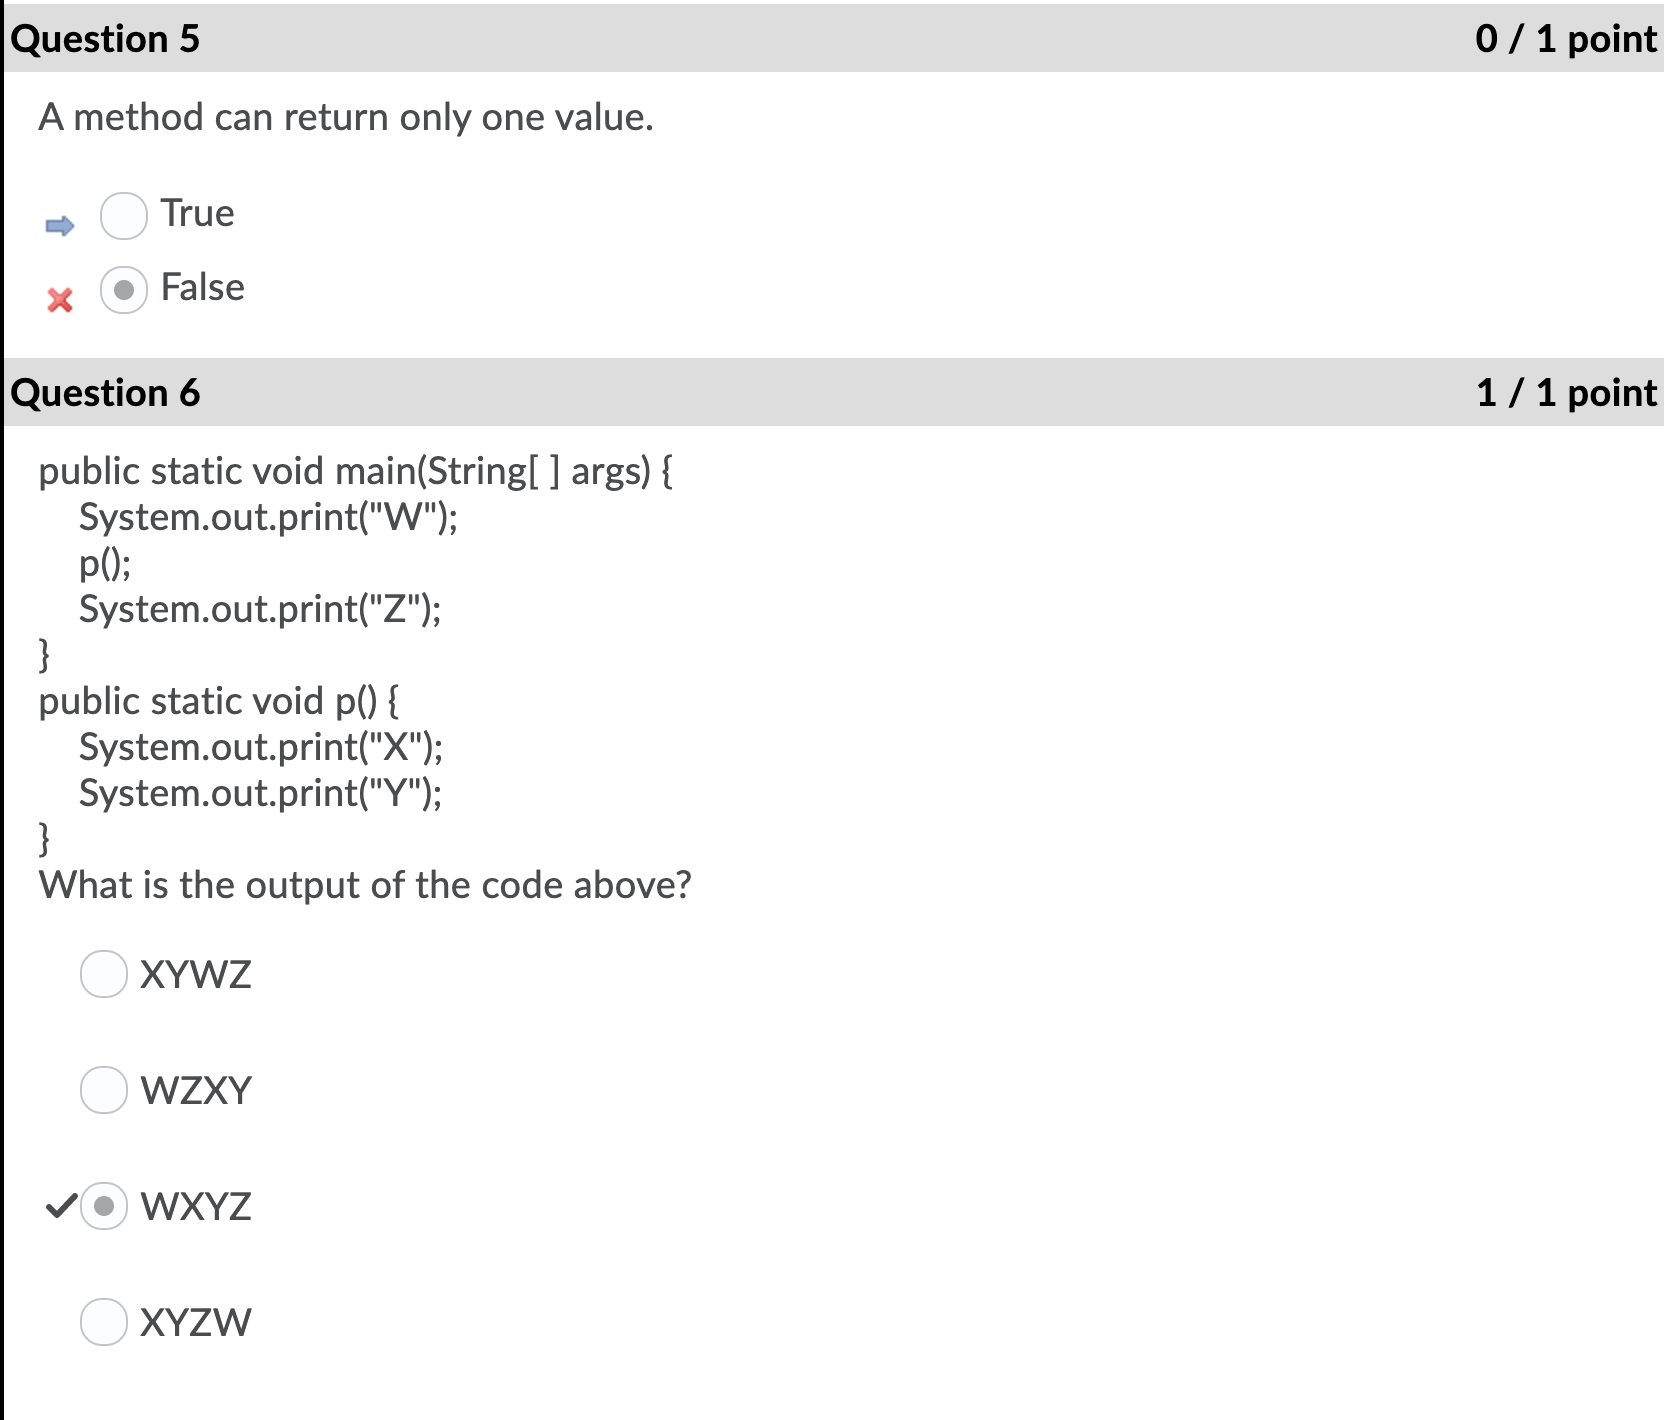 Question 5 0 / 1 point
A method can return only one value.
True
False
Question 6 1 / 1 point
public static void main(String[ ] args) {
System.out.print("W");
p();
System.out.print("Z");
}
public static void p() {
System.out.print("X");
System.out.print("Y");
}
What is the output of the code above?
XYWZ
WZXY
WXYZ
XYZW